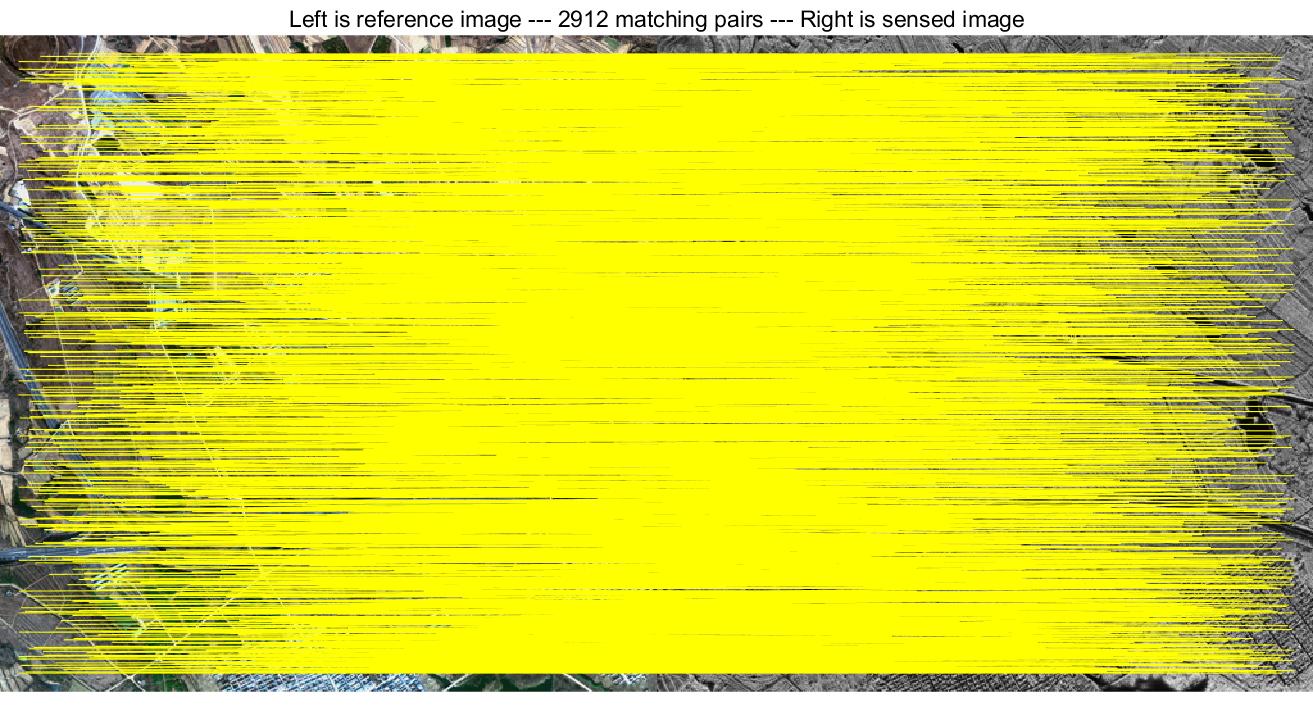 Left is reference image --- 2912 matching pairs --- Right is sensed image